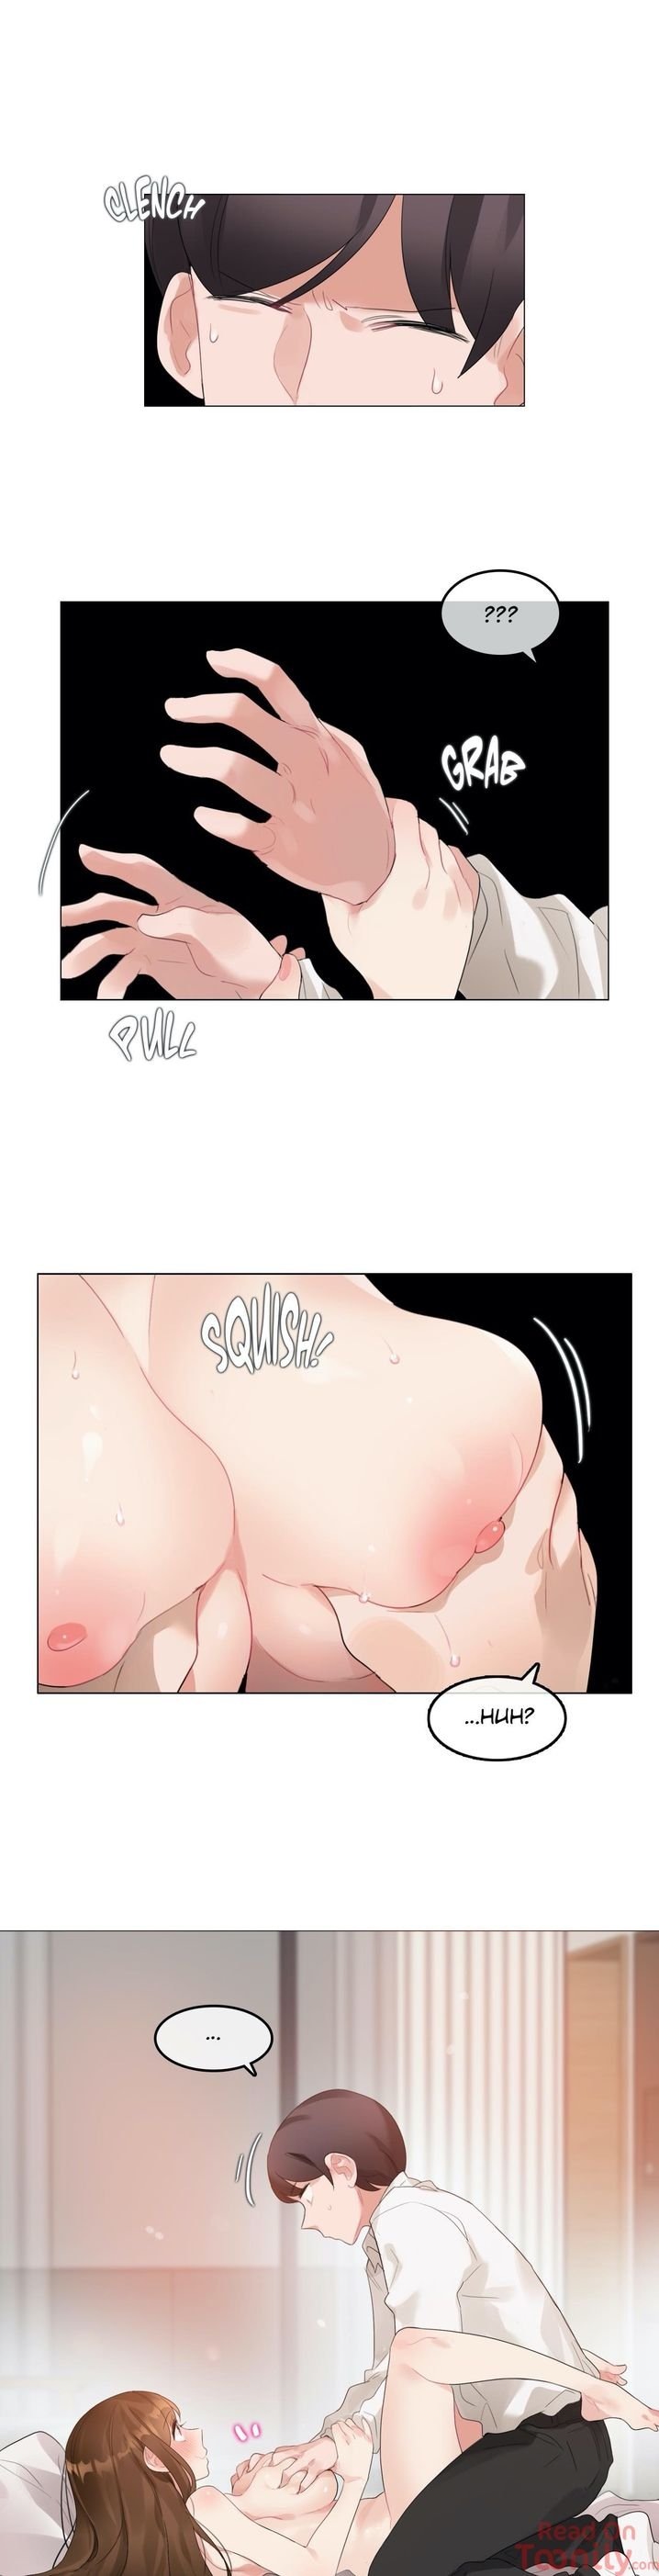 CLENCH
???
GRAB
PULL
SQUISH!
...HUH?
...
Read On
Toonily.com